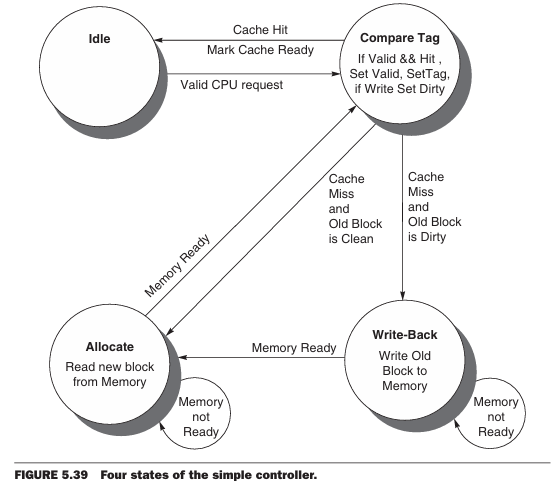 Idle
Cache Hit
Mark Cache Ready
Valid CPU request
Compare Tag
If Valid && Hit ,
Set Valid, SetTag,
if Write Set Dirty
Cache
Miss
and
Old Block
is Clean
Cache
Miss
and
Old Block
is Dirty
Memory Ready
Allocate
Read new block
from Memory
Memory
not
Ready
Memory Ready
Write-Back
Write Old
Block to
Memory
Memory
not
Ready
FIGURE 5.39 Four states of the simple controller.